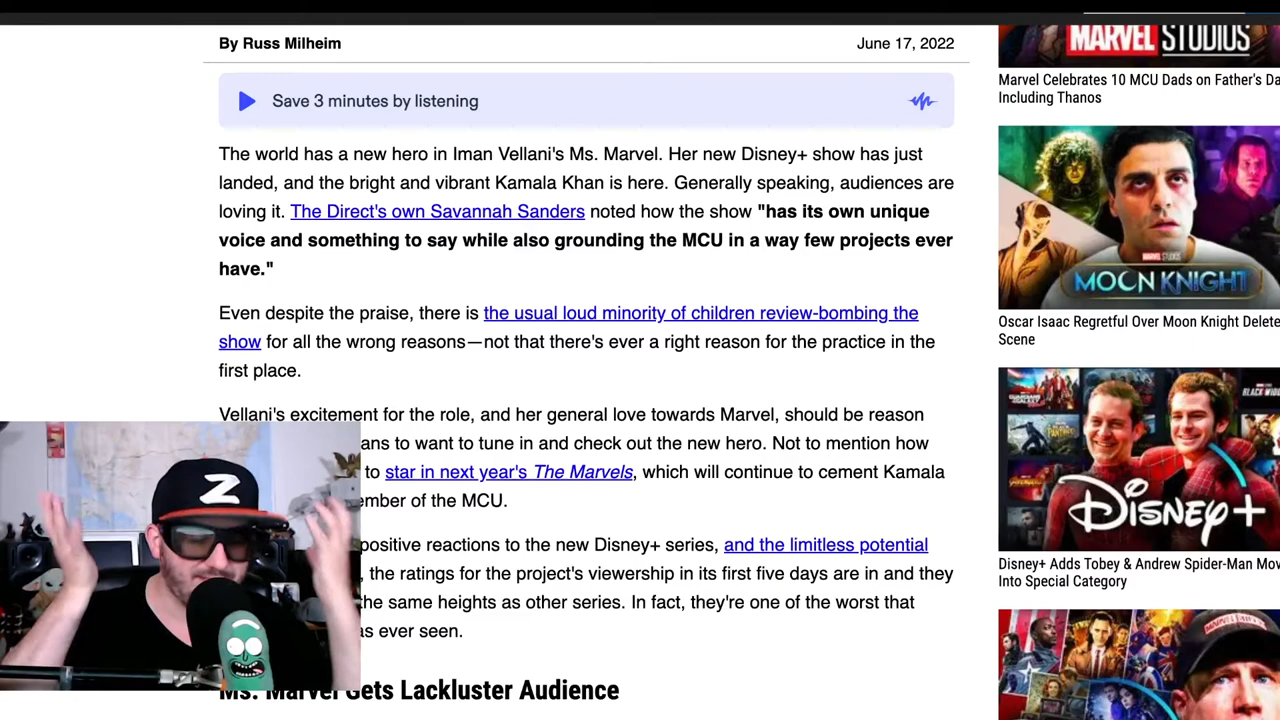 By Russ Milheim
June 17, 2022
Save 3 minutes by listening
The world has a new hero in Iman Vellani's Ms. Marvel. Her new Disney+ show has just
landed, and the bright and vibrant Kamala Khan is here. Generally speaking, audiences are
loving it. The Direct's own Savannah Sanders noted how the show "has its own unique
voice and something to say while also grounding the MCU in a way few projects ever
have."
Even despite the praise, there is the usual loud minority of children review-bombing the
show for all the wrong reasons—not that there's ever a right reason for the practice in the
first place.
Vellani's excitement for the role, and her general love towards Marvel, should be reason
to want to tune in and check out the new hero. Not to mention how
to star in next year's The Marvels, which will continue to cement Kamala
of the MCU.
positive reactions to the new Disney+ series, and the limitless potential
, the ratings for the project's viewership in its first five days are in and they
the same heights as other series. In fact, they're one of the worst that
ever seen.
Ms. Marvel Gets Lackluster Audience
Z
MARVEL STUDIOS
Marvel Celebrates 10 MCU Dads on Father's
Including Thanos
MARVEL STUDIOS
MOON KNIGHT
Oscar Isaac Regretful Over Moon Knight
Scene
Disney+
Disney+ Adds Tobey & Andrew Spider-Man
Into Special Category